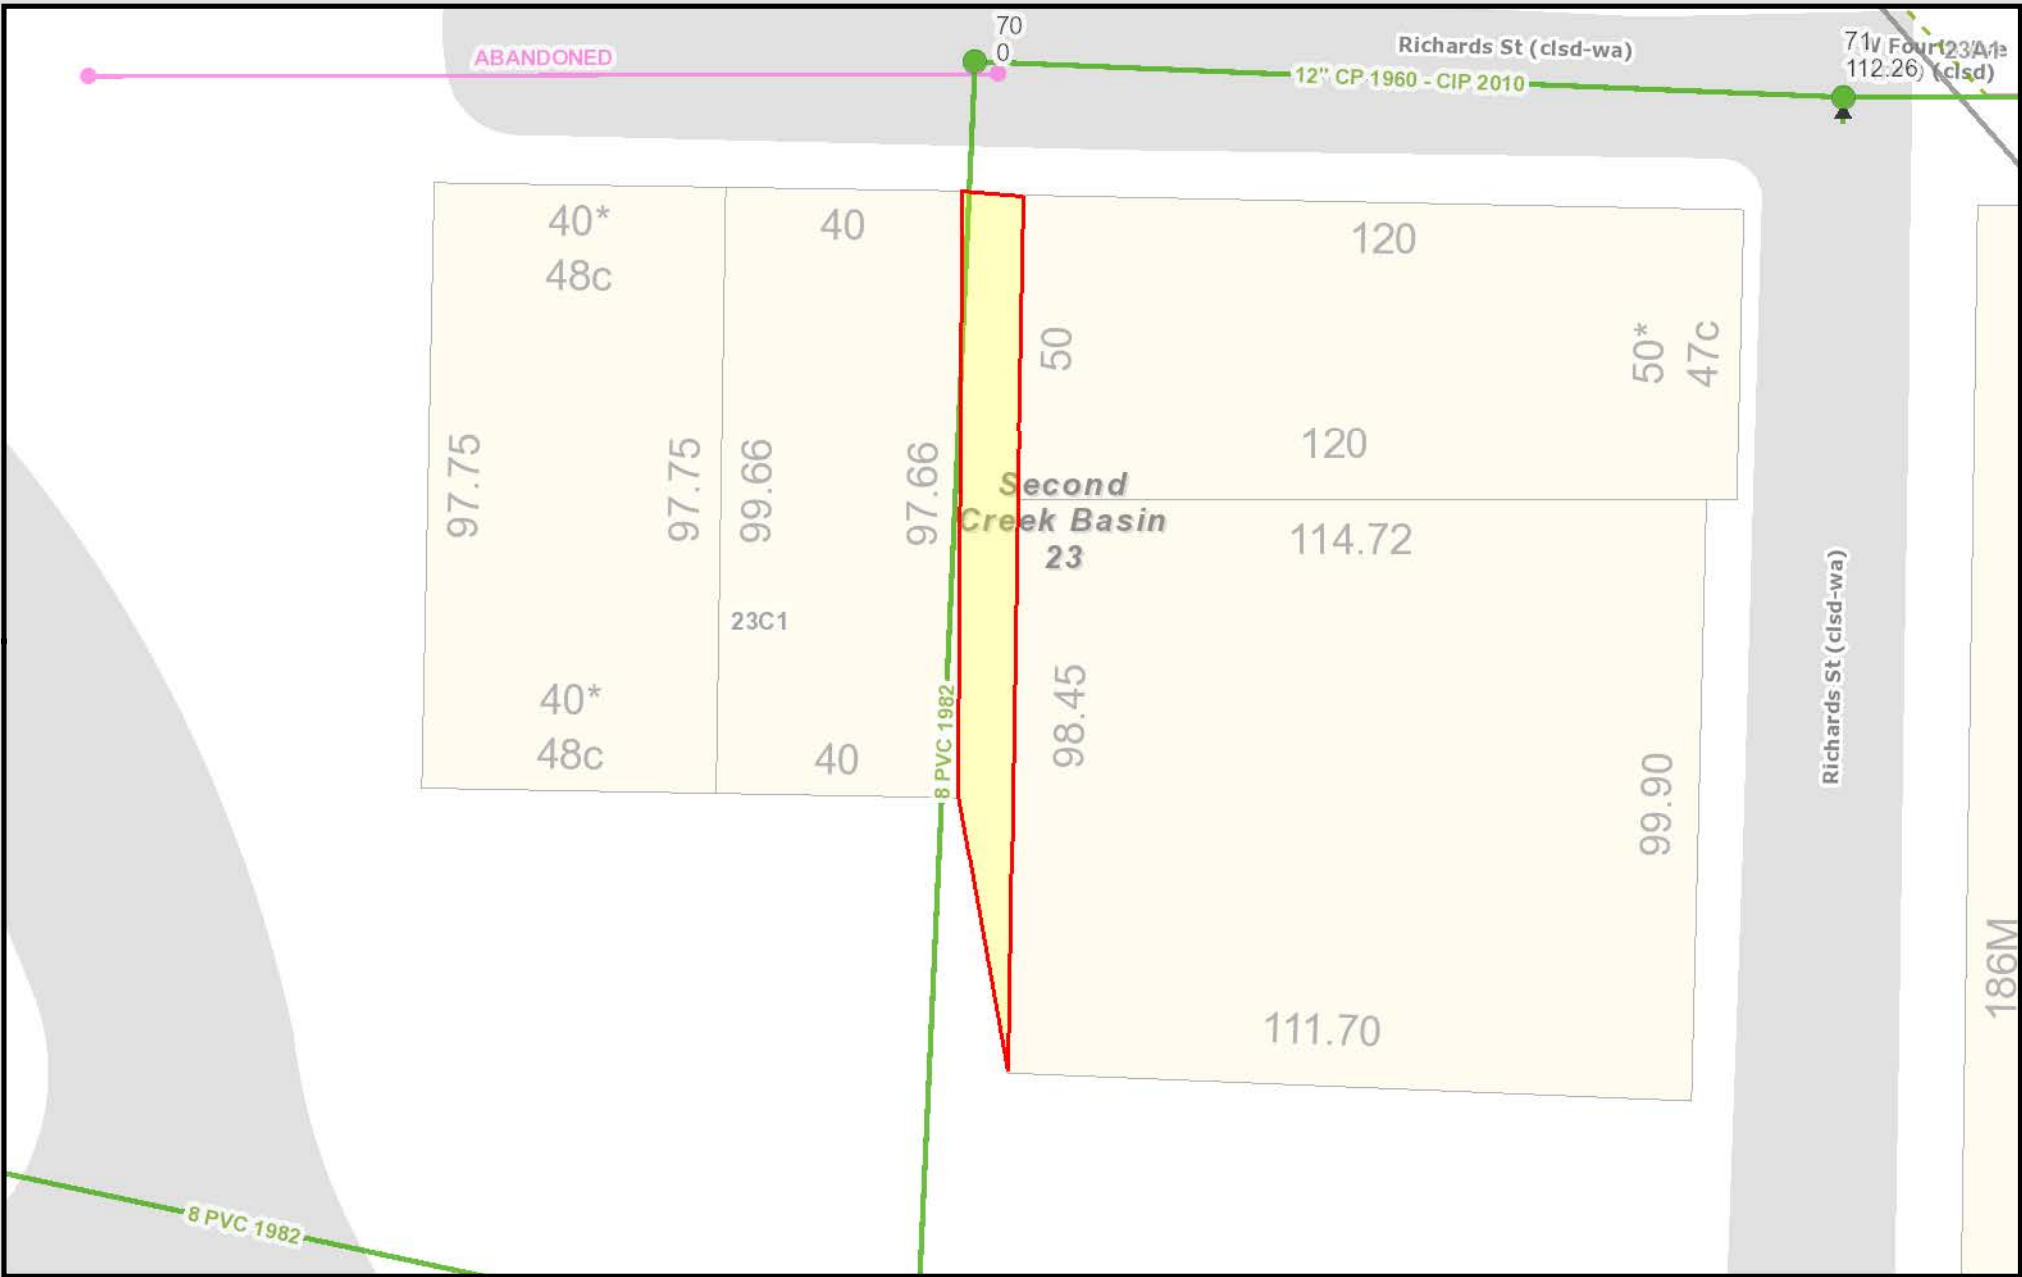 70
0
ABANDONED
Richards St (clsd-wa)
12" CP 1960 - CIP 2010
71
112.26
23A1
(clsd)
40*
48c
40
120
50
50*
47c
97.75
97.75
99.66
97.66
120
Second
Creek Basin
23
114.72
23C1
98.45
Richards St (clsd-wa)
40*
48c
40
8 PVC 1982
99.90
186M
111.70
8 PVC 1982